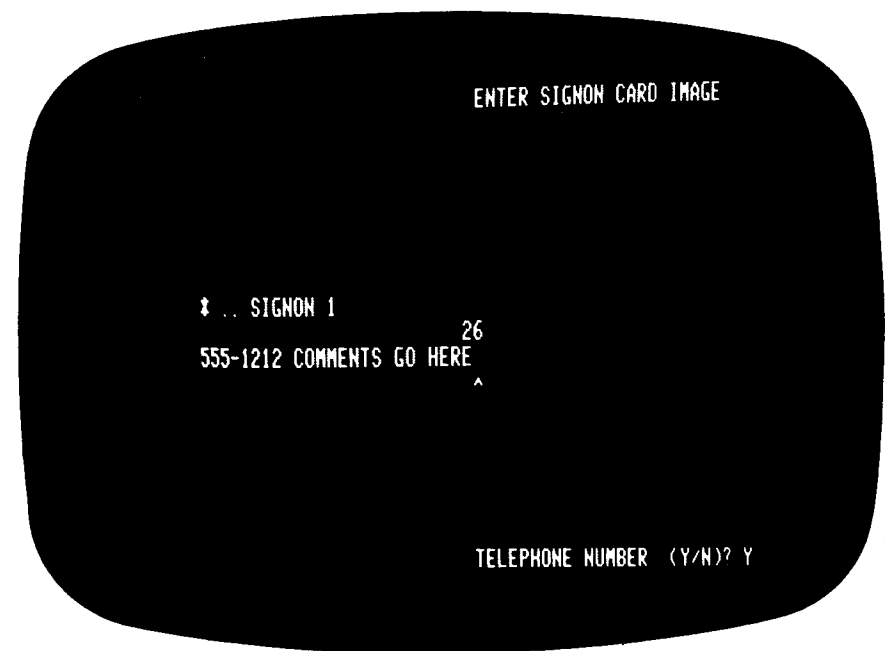 ENTER SIGNON CARD IMAGE
* .. SIGNON 1
26
555-1212 COMMENTS GO HERE
^
TELEPHONE NUMBER (Y/N)? Y